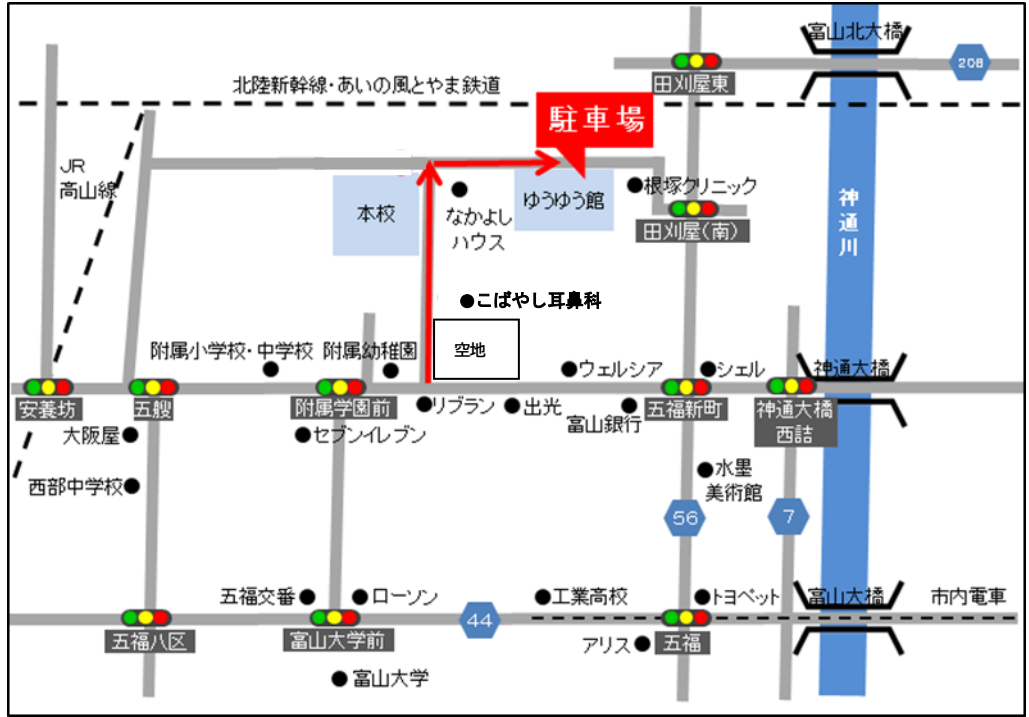 富山北大橋
208
田刈屋東
北陸新幹線・あいの風とやま鉄道
駐車場
JR
高山線
本校
なかよし
ハウス
ゆうゆう館
根塚クリニック
田刈屋(南)
神通川
こばやし耳鼻科
空地
附属小学校・中学校
附属幼稚園
ウェルシア
シェル
神通大橋
安養坊
五艘
附属学園前
リブラン
出光
富山銀行
五福新町
神通大橋
西詰
大阪屋
セブンイレブン
西部中学校
水墨
美術館
56
7
五福交番
ローソン
工業高校
トヨペット
富山大橋
市内電車
44
五福八区
富山大学前
アリス
五福
富山大学